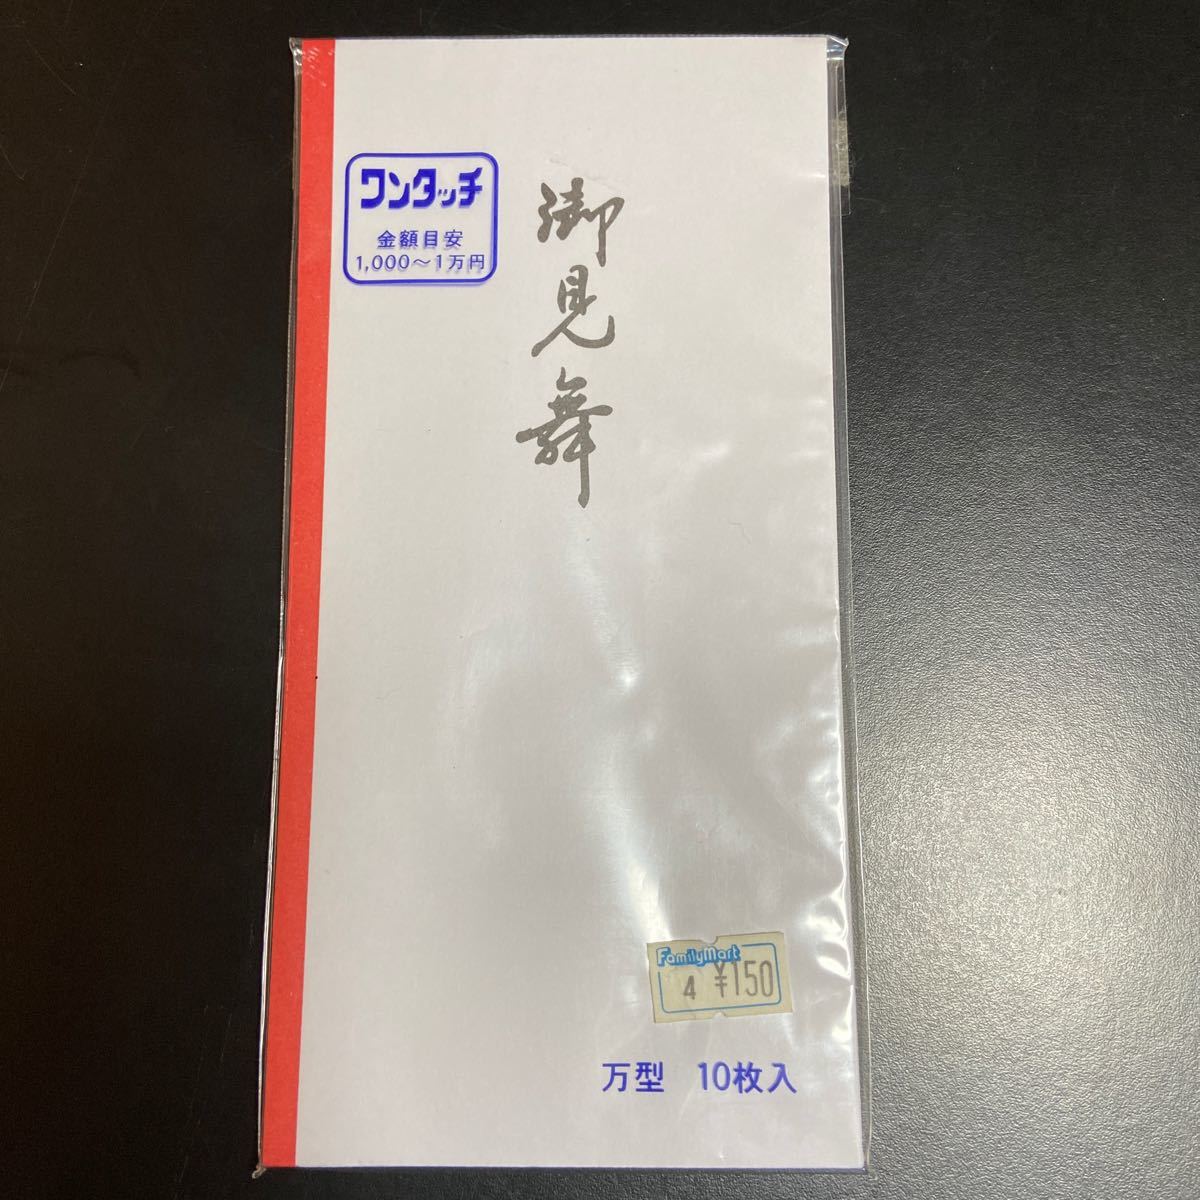 ワンタッチ
金額目安
1,000～1万円
御見舞
FamilyMart
4 ¥150
万型 10枚入